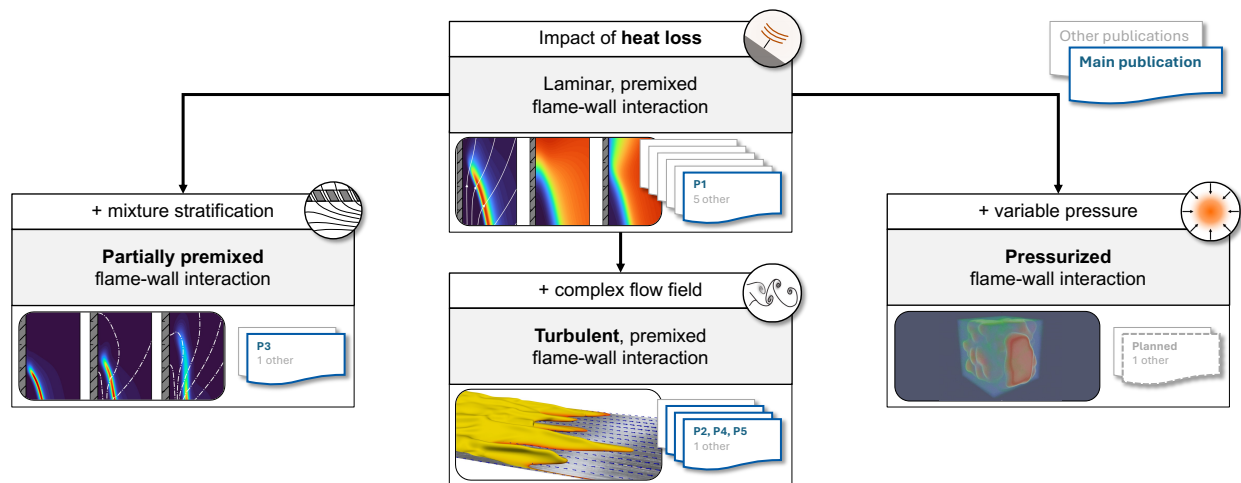 Impact of heat loss
Laminar, premixed
flame-wall interaction
P1
5 other
Other publications
Main publication
+ mixture stratification
Partially premixed
flame-wall interaction
P3
1 other
+ complex flow field
Turbulent, premixed
flame-wall interaction
P2, P4, P5
1 other
+ variable pressure
Pressurized
flame-wall interaction
Planned
1 other